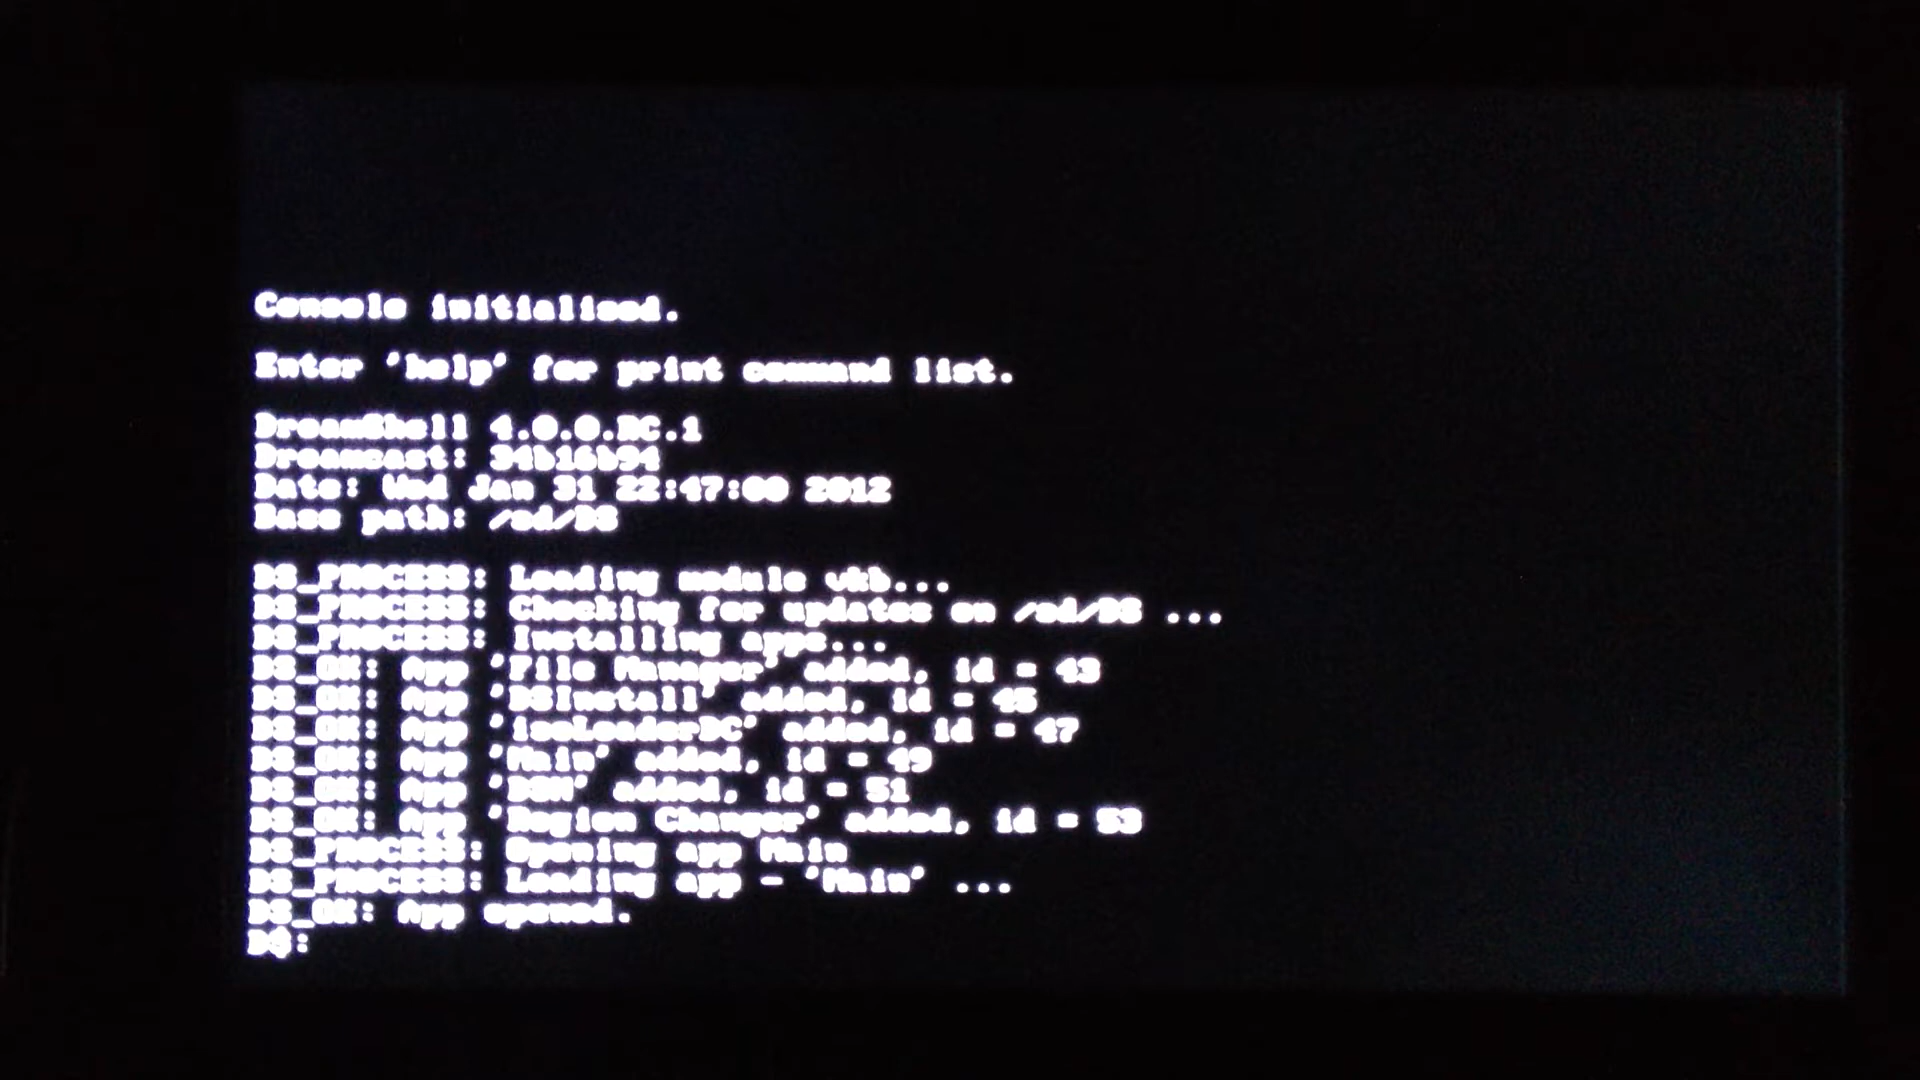 Console initialised.
Enter 'help' for print command list.
DreamShell 4.0.0.RC.1
Dreamcast: 34b16b94
Date: Wed Jan 31 22:47:00 2012
Base path: /sd/DS
DS_PROCESS: Loading module vkb...
DS_PROCESS: Checking for updates on /sd/DS ...
DS_PROCESS: Installing apps...
DS_OK: App 'File Manager' added, id = 43
DS_OK: App 'DSInstall' added, id = 45
DS_OK: App 'isoLoaderDC' added, id = 47
DS_OK: App 'Main' added, id = 49
DS_OK: App added, id = 51
DS_OK: App 'Region Changer' added, id = 53
DS_PROCESS: Opening app Main
DS_PROCESS: Loading app - 'Main' ...
DS_OK: App opened.
D$: